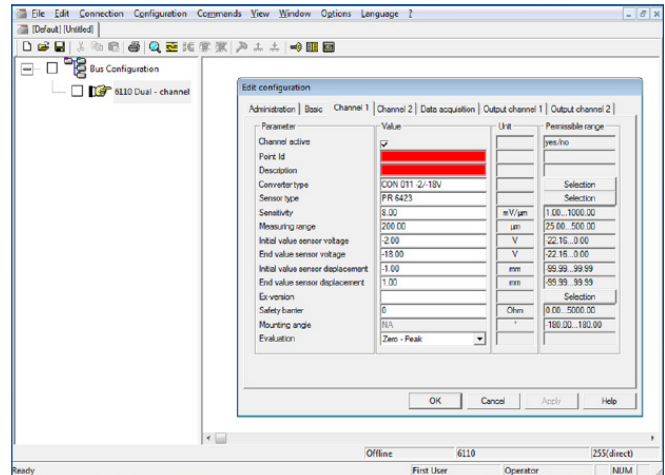 File Edit Connection Configuration Commands View Window Options Language ?
[Default] [Untitled]
Bus Configuration
6110 Dual - channel
Edit configuration
Administration Basic Channel 1 Channel 2 Data acquisition Output channel 1 Output channel 2
Parameter Value Unit Permissible range
Channel active yes/no
Point Id
Description
Converter type CON 011 -2/-18V Selection
Sensor type PR 6423 Selection
Sensitivity 8.00 mV/µm 1.00...1000.00
Measuring range 200.00 µm 25.00...500.00
Initial value sensor voltage -2.00 V -22.16...0.00
End value sensor voltage -18.00 V -22.16...0.00
Initial value sensor displacement -1.00 mm -99.99...99.99
End value sensor displacement 1.00 mm -99.99...99.99
Ex-version Selection
Safety barrier 0 Ohm 0.00...5000.00
Mounting angle NA ° -180.00...180.00
Evaluation Zero - Peak
OK Cancel Apply Help
Offline 6110 255(direct)
Ready First User Operator NUM